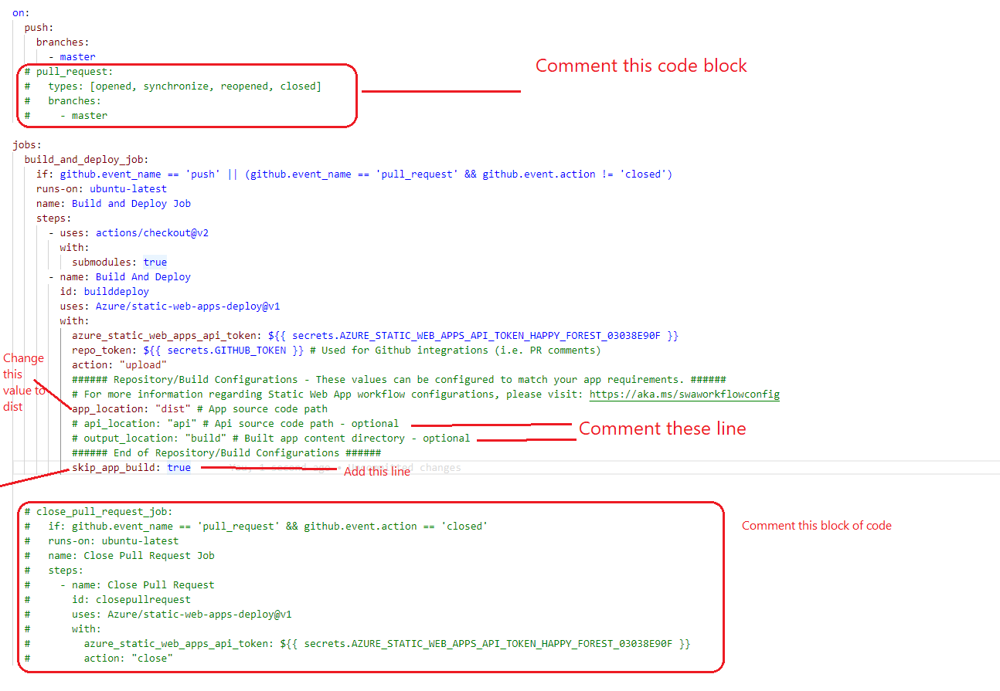 on:
push:
branches:
- master
# pull_request:
Comment this code block
# types: [opened, synchronize, reopened, closed]
# branches:
# - master
jobs:
build_and_deploy_job:
if: github.event_name == 'push' || (github.event_name == 'pull_request' && github.event.action != 'closed')
runs-on: ubuntu-latest
name: Build and Deploy Job
steps:
- uses: actions/checkout@v2
with:
submodules: true
- name: Build And Deploy
id: builddeploy
uses: Azure/static-web-apps-deploy@v1
with:
azure_static_web_apps_api_token: ${{ secrets.AZURE_STATIC_WEB_APPS_API_TOKEN_HAPPY_FOREST_03038E90F }}
repo_token: ${{ secrets.GITHUB_TOKEN }} # Used for Github integrations (i.e. PR comments)
action: "upload"
###### Repository/Build Configurations - These values can be configured to match your app requirements. ######
# For more information regarding Static Web App workflow configurations, please visit: https://aka.ms/swaworkflowconfig
Change
this
value to
dist
app_location: "dist" # App source code path
# api_location: "api" # Api source code path - optional
Comment these line
# output_location: "build" # Built app content directory - optional
###### End of Repository/Build Configurations ######
skip_app_build: true You, 1 second ago • Uncommitted changes
Add this line
# close_pull_request_job:
# if: github.event_name == 'pull_request' && github.event.action == 'closed'
Comment this block of code
# runs-on: ubuntu-latest
# name: Close Pull Request Job
# steps:
# - name: Close Pull Request
# id: closepullrequest
# uses: Azure/static-web-apps-deploy@v1
# with:
# azure_static_web_apps_api_token: ${{ secrets.AZURE_STATIC_WEB_APPS_API_TOKEN_HAPPY_FOREST_03038E90F }}
# action: "close"